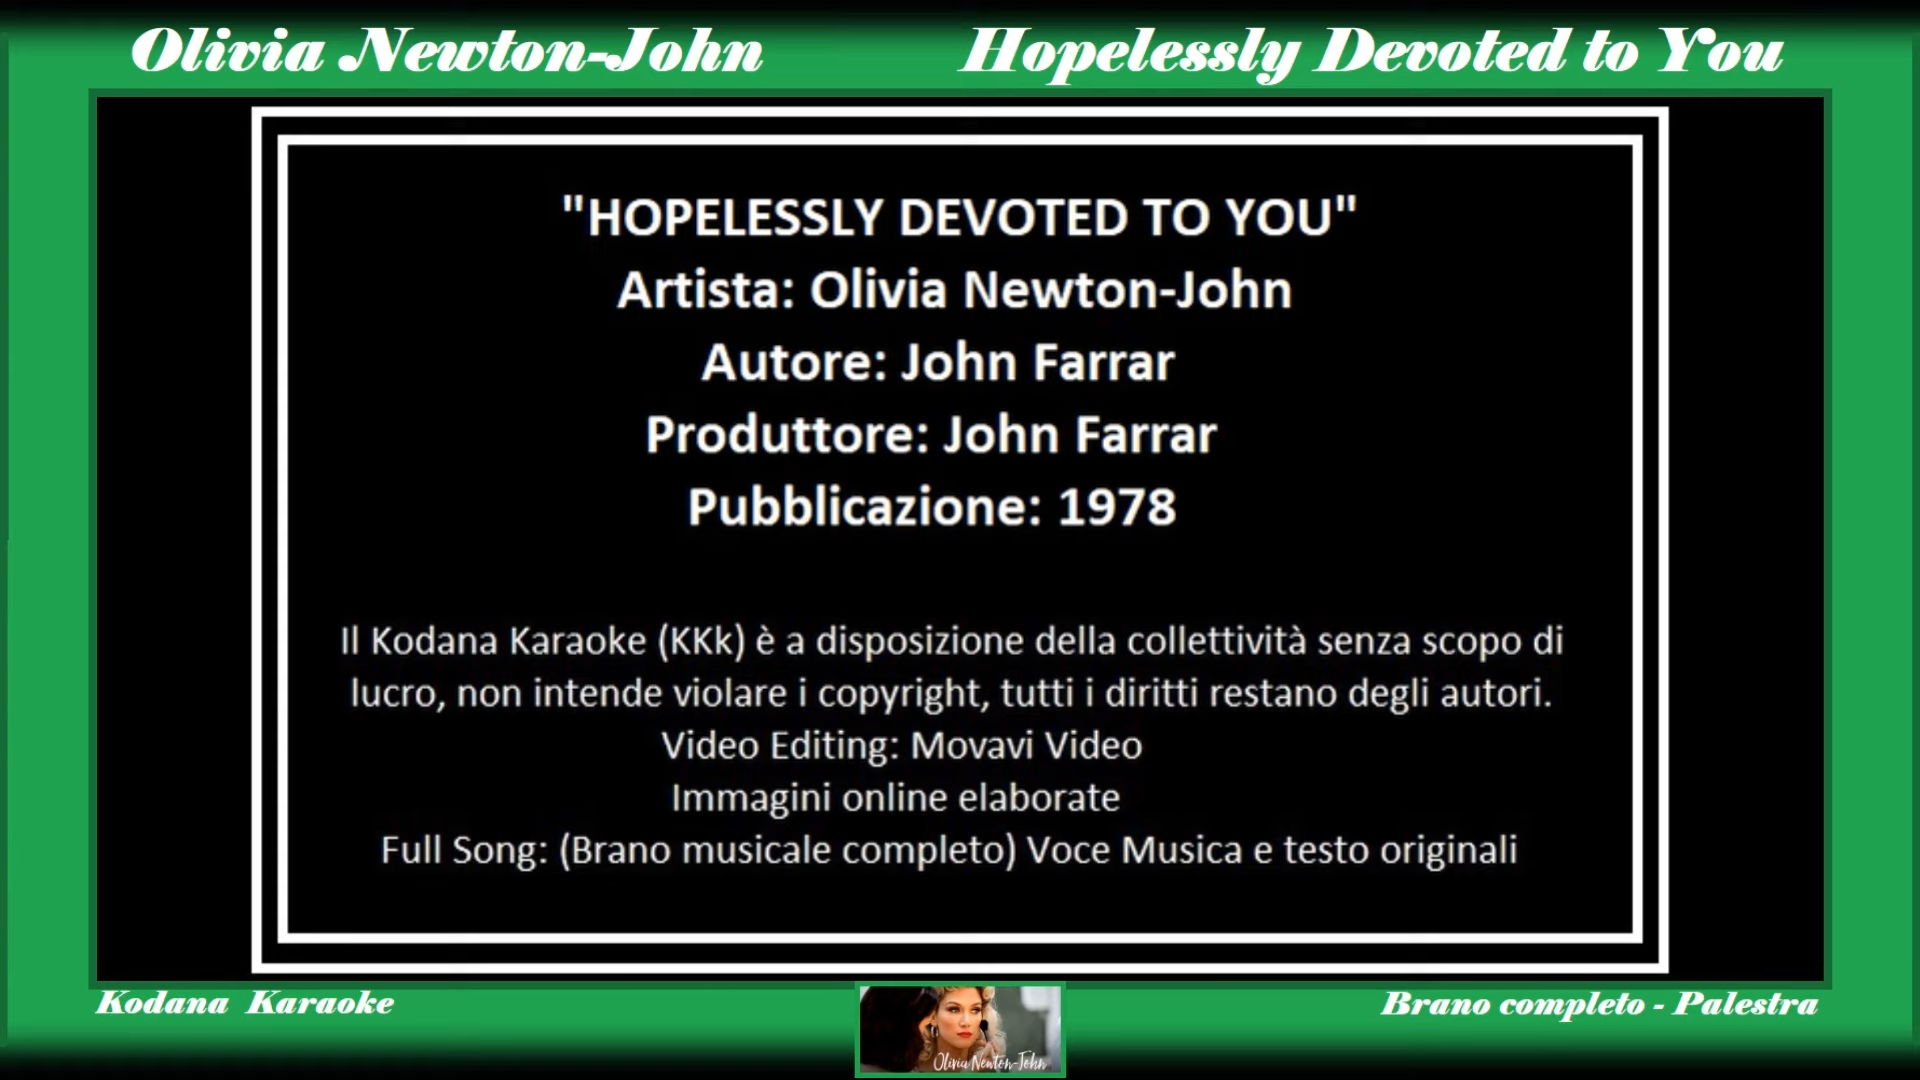 Olivia Newton-John Hopelessly Devoted to You
"HOPELESSLY DEVOTED TO YOU"
Artista: Olivia Newton-John
Autore: John Farrar
Produttore: John Farrar
Pubblicazione: 1978
Il Kodana Karaoke (KKk) è a disposizione della collettività senza scopo di
lucro, non intende violare i copyright, tutti i diritti restano degli autori.
Video Editing: Movavi Video
Immagini online elaborate
Full Song: (Brano musicale completo) Voce Musica e testo originali
Kodana Karaoke
Olivia Newton-John
Brano completo - Palestra